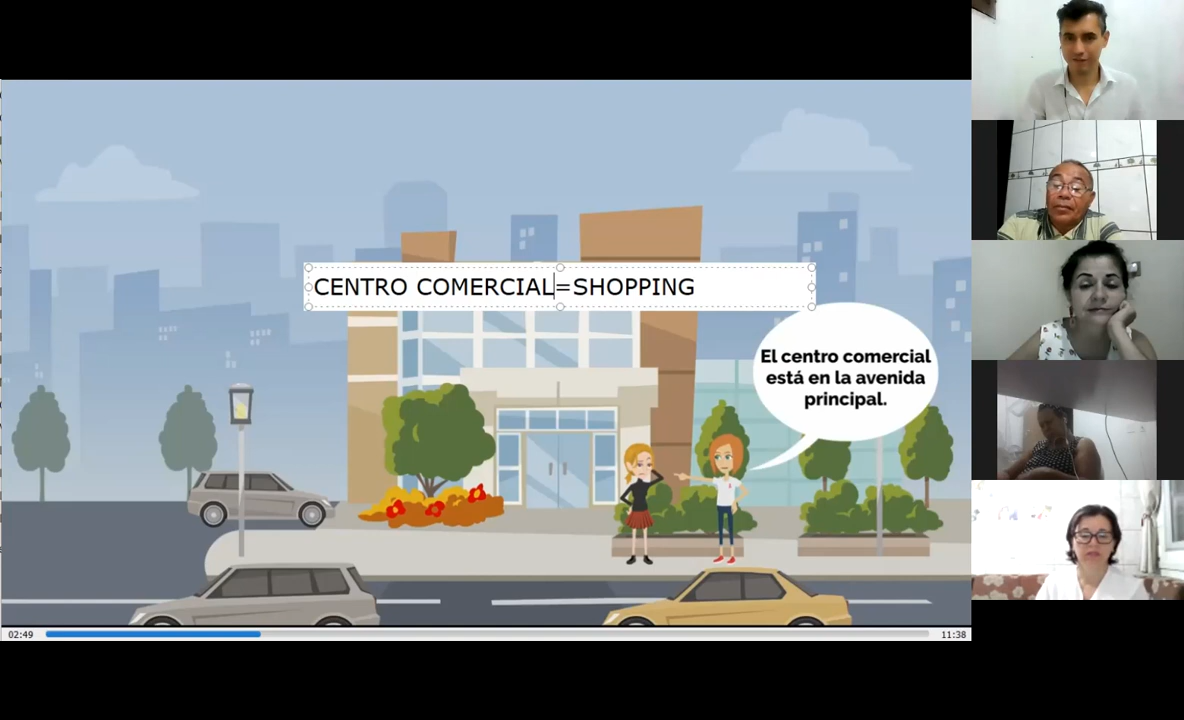 CENTRO COMERCIAL=SHOPPING
El centro comercial
está en la avenida
principal.
02:49
11:38